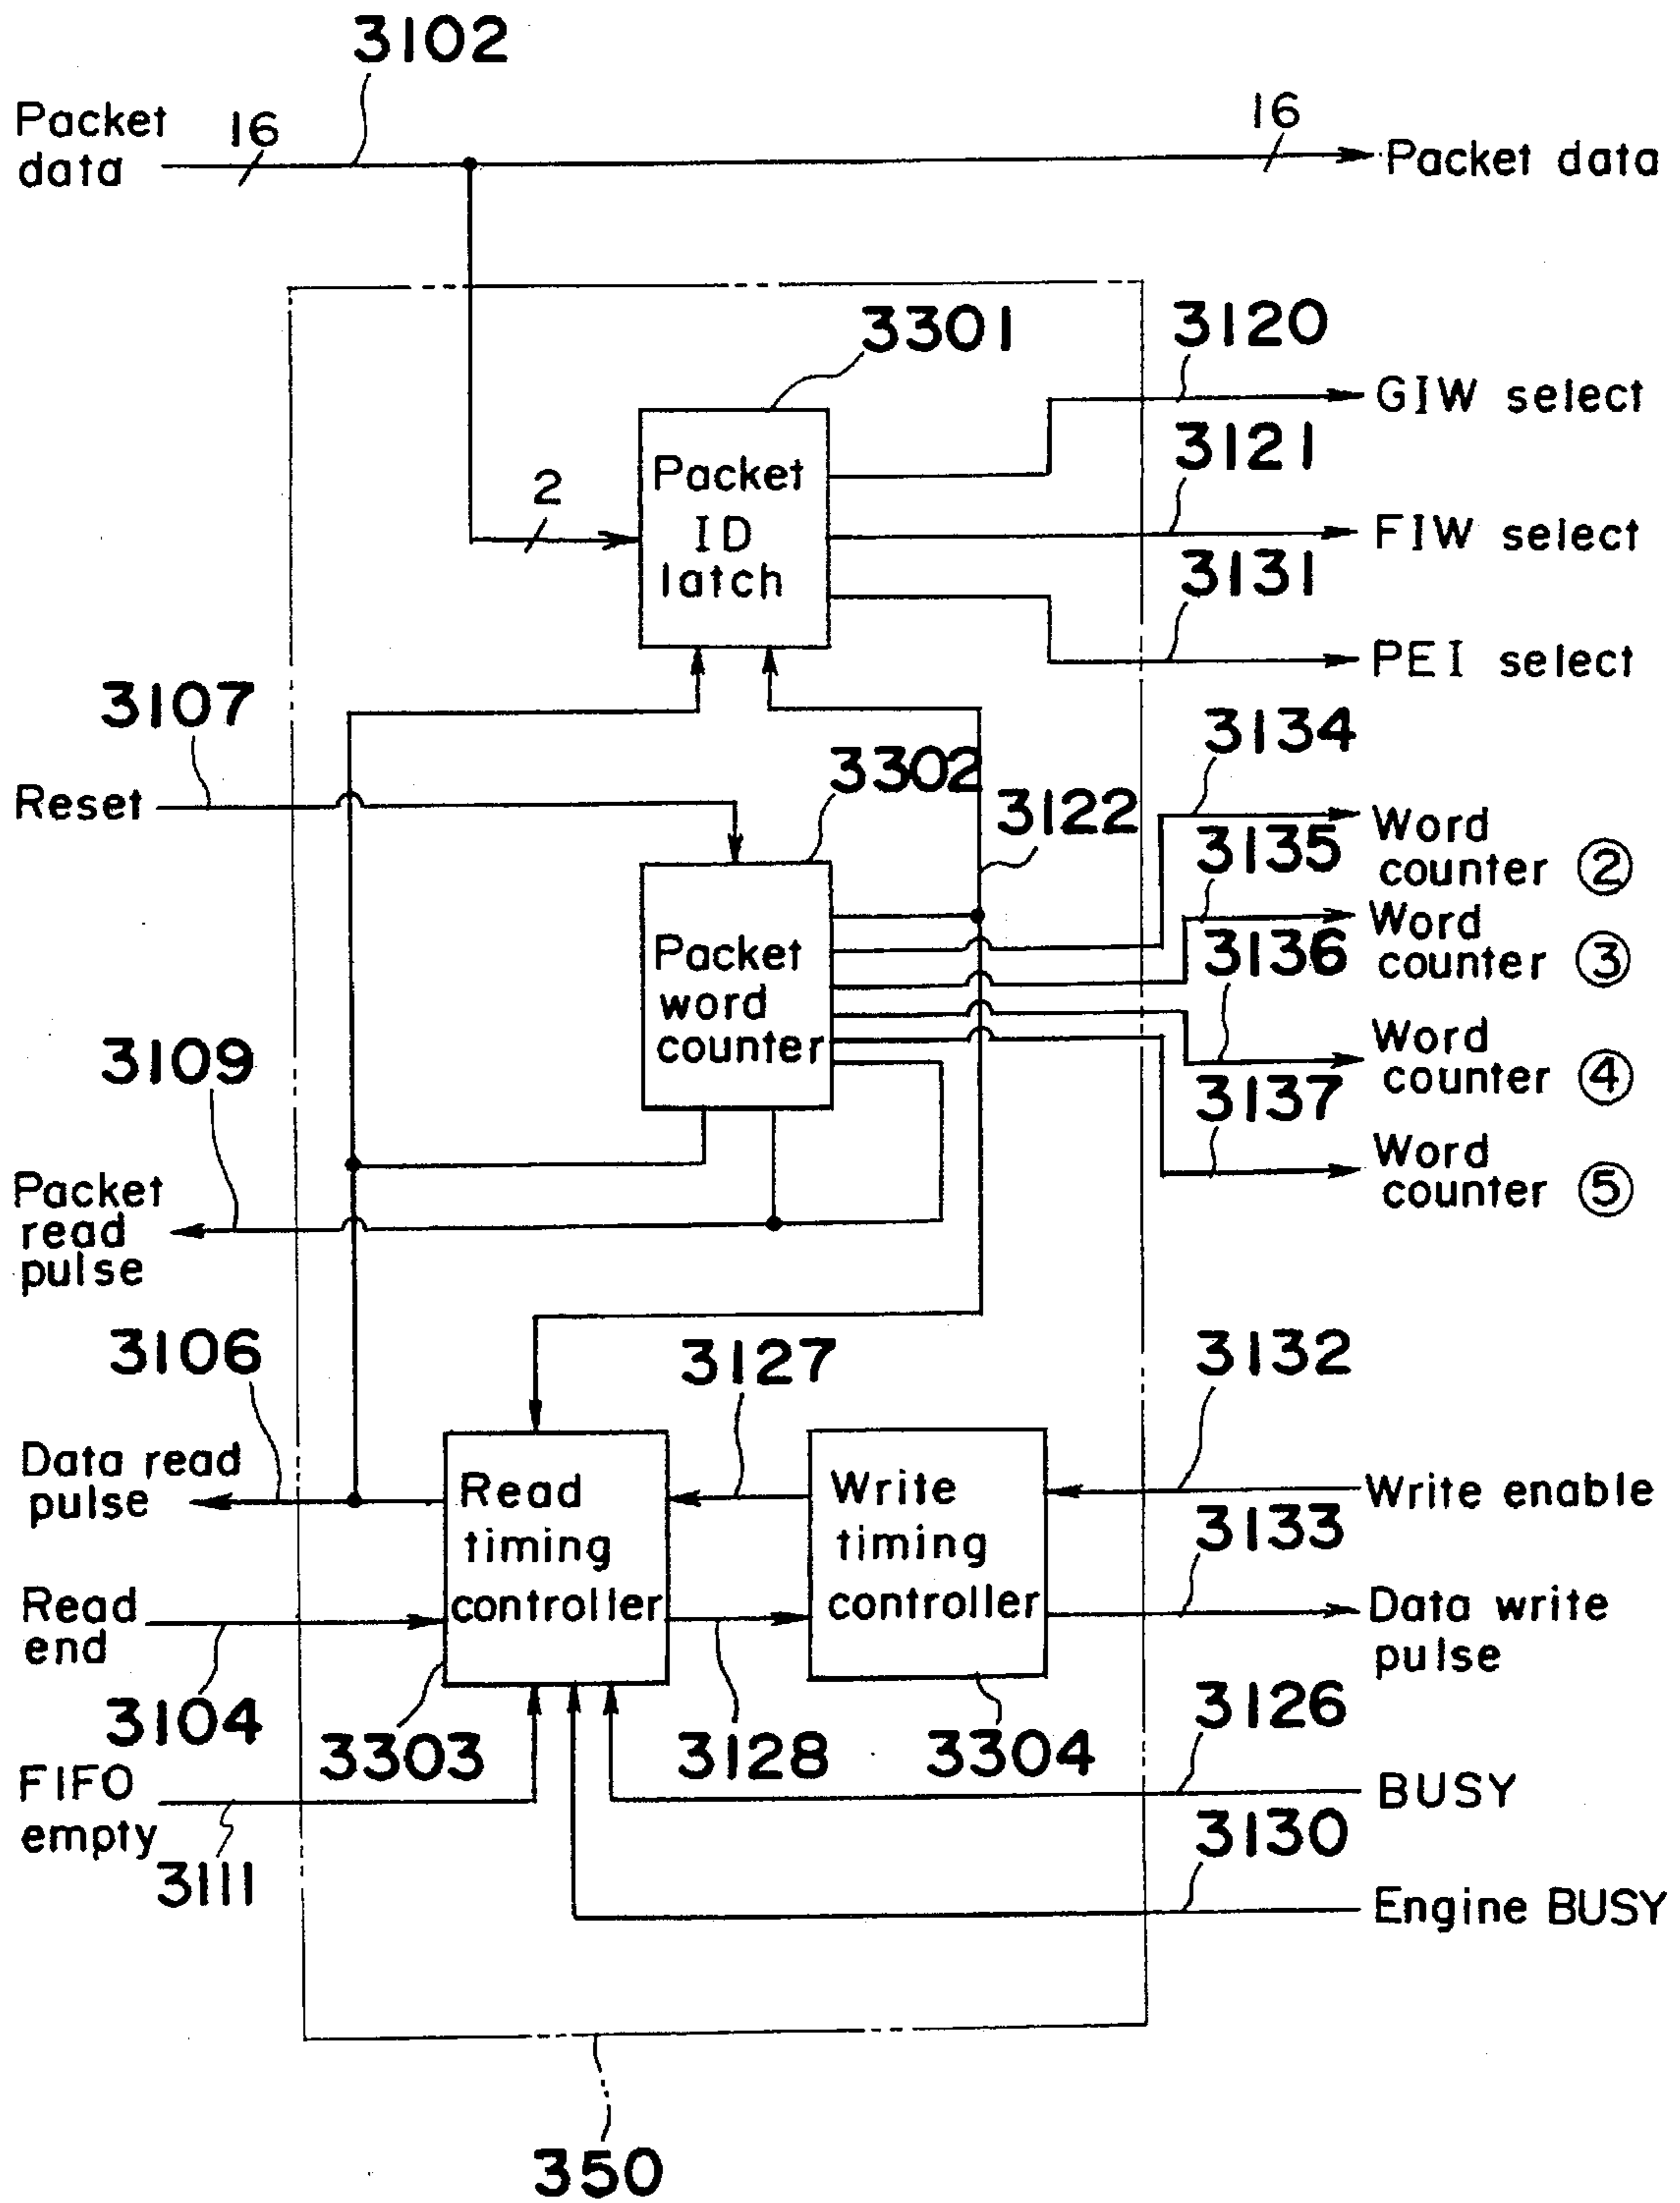 3102
Packet
data
16
16
Packet data
3301
3120
GIW select
3121
2
Packet
ID
latch
FIW select
3131
PEI select
3107
Reset
3302
3122
3134
Word
counter ②
3135
Word
counter ③
3136
Packet
word
counter
Word
counter ④
3137
Word
counter ⑤
3109
Packet
read
pulse
3106
3127
3132
Data read
pulse
Read
timing
controller
Write
timing
controller
Write enable
3133
Read
end
Data write
pulse
3104
3303
3128
3304
3126
FIFO
empty
BUSY
3111
3130
Engine BUSY
350